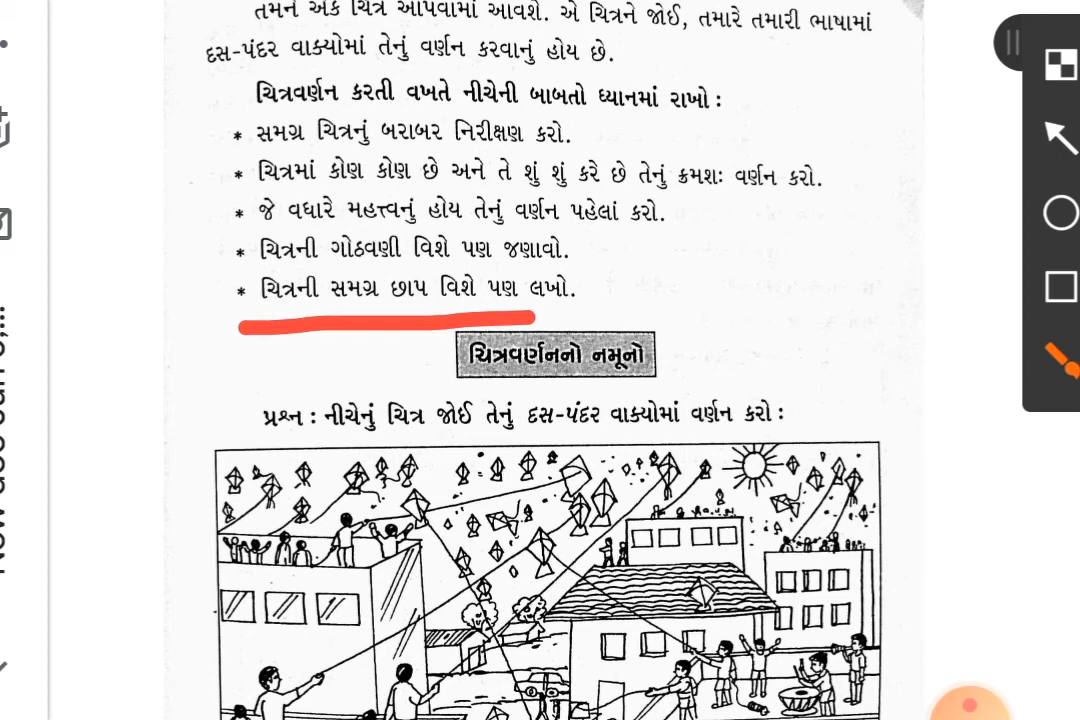 તમને એક ચિત્ર આપવામાં આવશે. એ ચિત્રને જોઈ, તમારે તમારી ભાષામાં
દસ-પંદર વાક્યોમાં તેનું વર્ણન કરવાનું હોય છે.
ચિત્રવર્ણન કરતી વખતે નીચેની બાબતો ધ્યાનમાં રાખો :
* સમગ્ર ચિત્રનું બરાબર નિરીક્ષણ કરો.
* ચિત્રમાં કોણ કોણ છે અને તે શું શું કરે છે તેનું ક્રમશઃ વર્ણન કરો.
* જે વધારે મહત્ત્વનું હોય તેનું વર્ણન પહેલાં કરો.
* ચિત્રની ગોઠવણી વિશે પણ જણાવો.
* ચિત્રની સમગ્ર છાપ વિશે પણ લખો.
ચિત્રવર્ણનનો નમૂનો
પ્રશ્ન : નીચેનું ચિત્ર જોઈ તેનું દસ-પંદર વાક્યોમાં વર્ણન કરો :